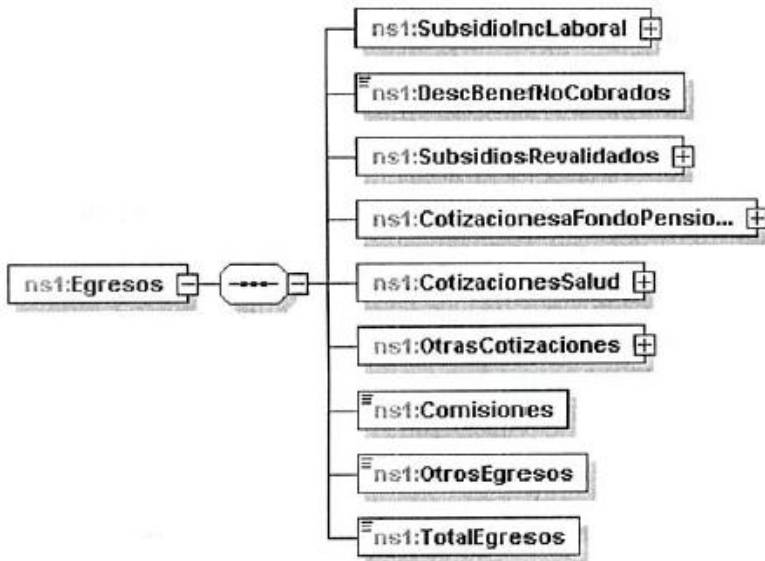 ns1:SubsidioIncLaboral
ns1:DescBenefNoCobrados
ns1:SubsidiosRevalidados
ns1:CotizacionesaFondoPensio...
ns1:Egresos
ns1:CotizacionesSalud
ns1:OtrasCotizaciones
ns1:Comisiones
ns1:OtrosEgresos
ns1:TotalEgresos